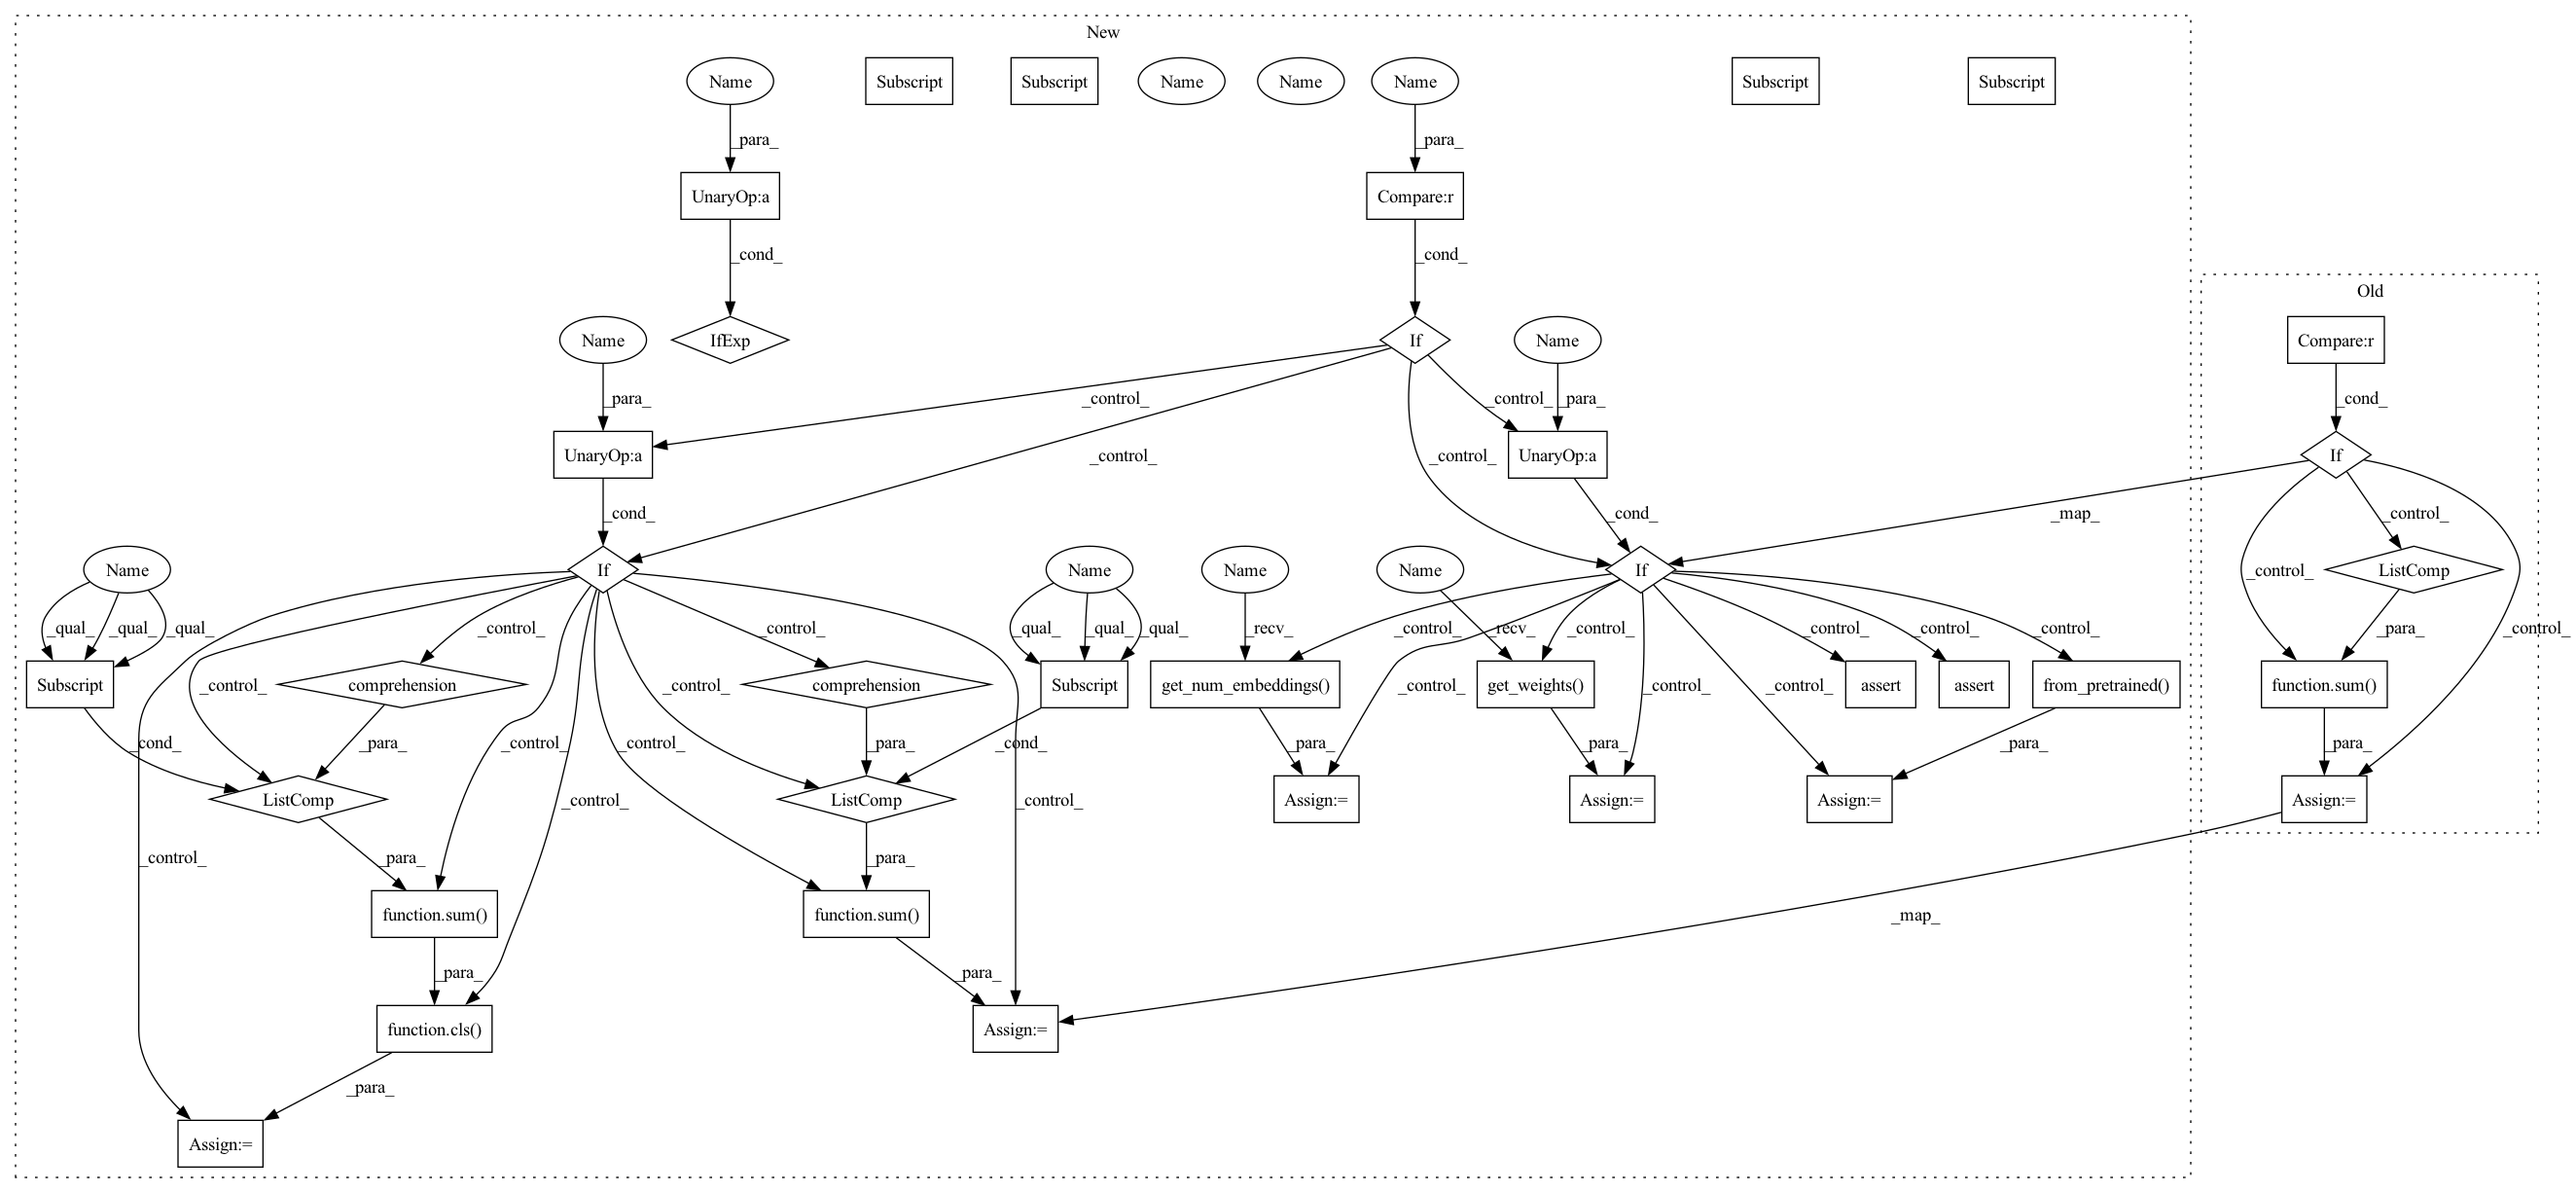 New
Name
Subscript
Subscript
Name
Name
Name
Subscript
Subscript
_para_
_para_
UnaryOp:a
Compare:r
_cond_
_cond_
Old
Name
IfExp
If
Name
Compare:r
_para_
_control_
_control_
_para_
_cond_
UnaryOp:a
_control_
_control_
UnaryOp:a
If
_cond_
_cond_
_map_
_control_
Name
If
Name
Name
Name
If
_control_
ListComp
_qual_
_qual_
_qual_
_control_
_control_
_qual_
_qual_
_qual_
_recv_
_control_
_recv_
_control_
_control_
_control_
_control_
_para_
_control_
Subscript
_control_
comprehension
comprehension
_control_
Subscript
get_num_embeddings()
_control_
get_weights()
_control_
_control_
assert
assert
from_pretrained()
function.sum()
_cond_
_para_
_control_
_control_
_para_
_cond_
_para_
_para_
_para_
_para_
ListComp
_control_
ListComp
_control_
Assign:=
Assign:=
Assign:=
Assign:=
_control_
_para_
_para_
function.sum()
function.sum()
_map_
_para_
_para_
function.cls()
Assign:=
_para_
Assign:=